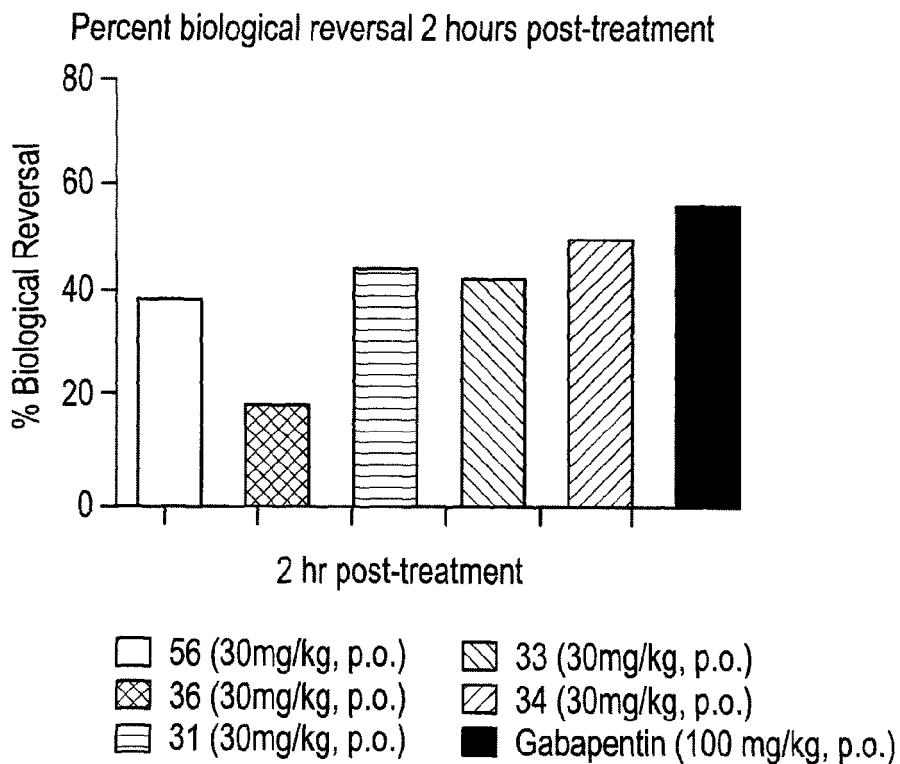 Percent biological reversal 2 hours post-treatment
% Biological Reversal
80
60
40
20
0
2 hr post-treatment
56 (30mg/kg, p.o.)
36 (30mg/kg, p.o.)
31 (30mg/kg, p.o.)
33 (30mg/kg, p.o.)
34 (30mg/kg, p.o.)
Gabapentin (100 mg/kg, p.o.)